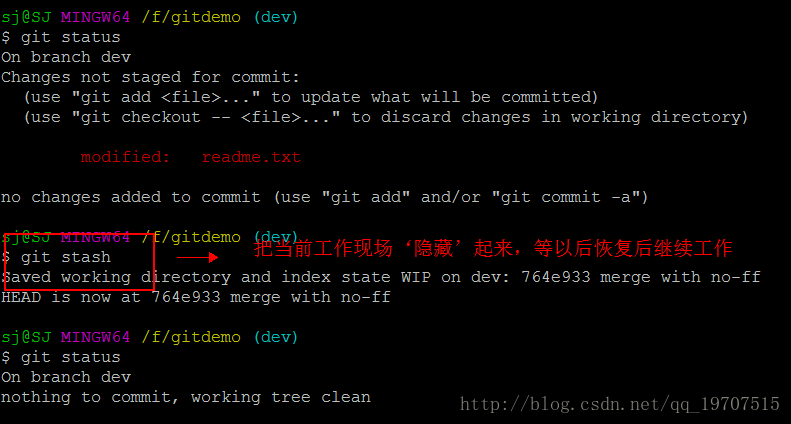 sj@SJ MINGW64 /f/gitdemo (dev)
$ git status
On branch dev
Changes not staged for commit:
  (use "git add <file>..." to update what will be committed)
  (use "git checkout -- <file>..." to discard changes in working directory)
        modified:   readme.txt
no changes added to commit (use "git add" and/or "git commit -a")
sj@SJ MINGW64 /f/gitdemo (dev)
$ git stash
把当前工作现场‘隐藏’起来，等以后恢复后继续工作
Saved working directory and index state WIP on dev: 764e933 merge with no-ff
HEAD is now at 764e933 merge with no-ff
sj@SJ MINGW64 /f/gitdemo (dev)
$ git status
On branch dev
nothing to commit, working tree clean
http://blog.csdn.net/qq_19707515